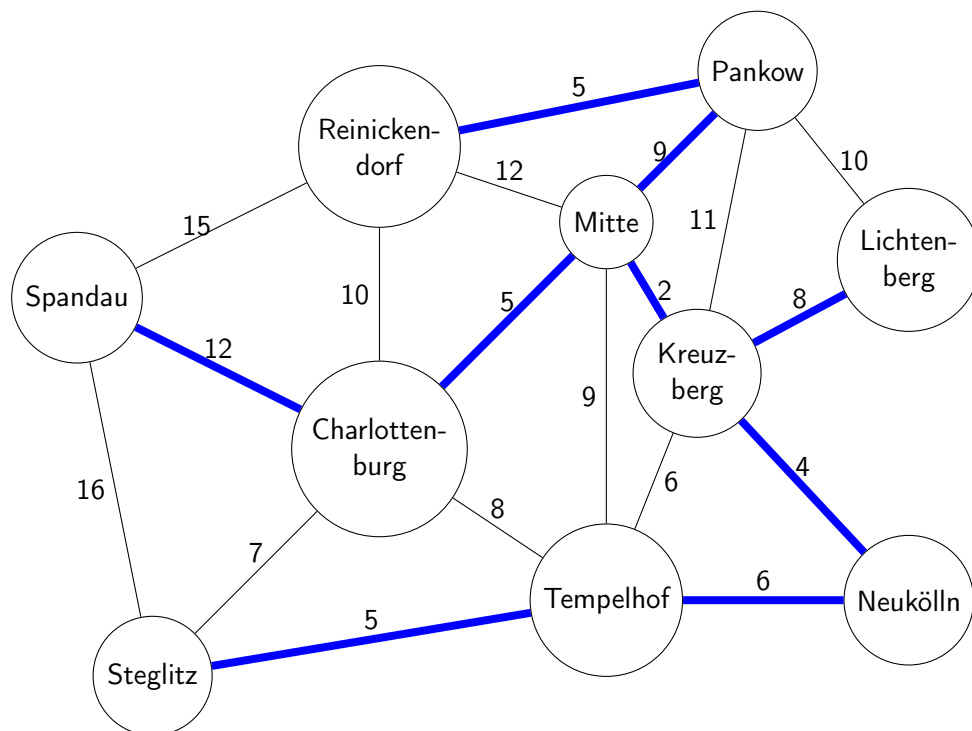 Pankow
5
Reinicken-
dorf
9
10
12
Mitte
11
15
Lichten-
berg
Spandau
10
5
2
8
12
Kreuz-
berg
9
Charlotten-
burg
4
16
6
8
7
6
Tempelhof
Neukölln
5
Steglitz